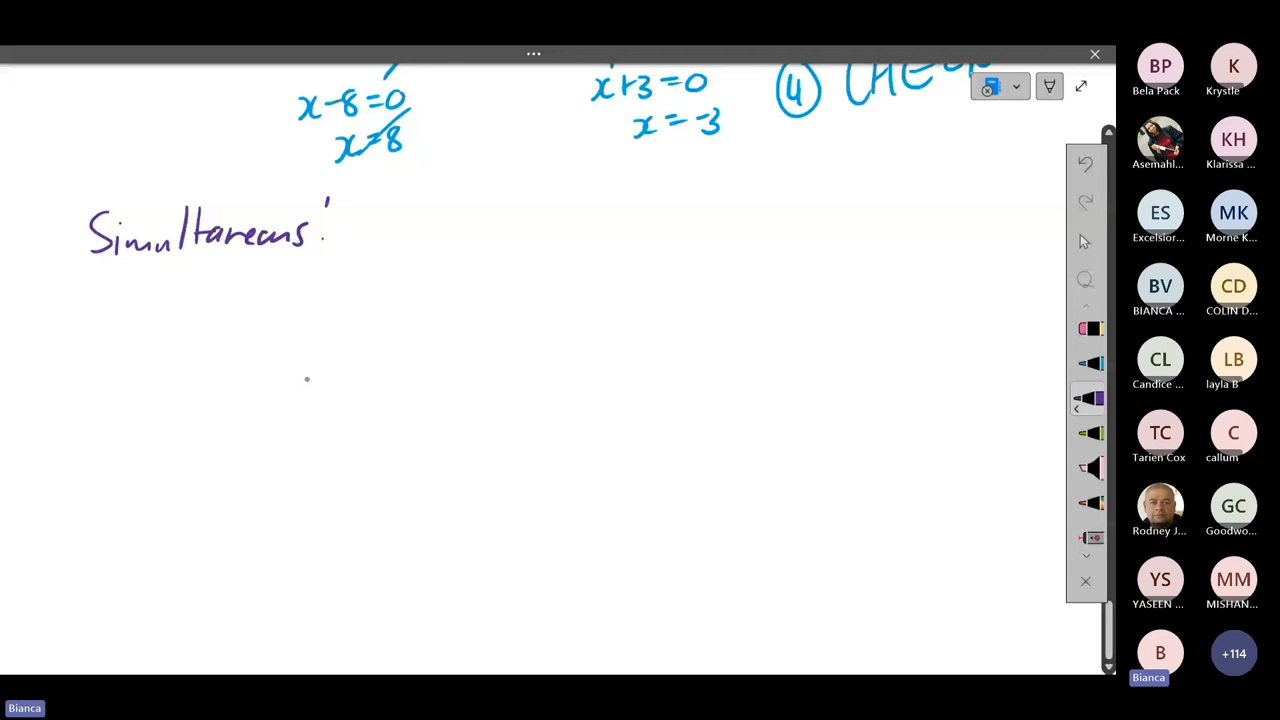 x-8=0
x=8
x+3=0
x=-3
④ CHECK
Simultaneous:
BP
Bela Pack
K
Krystle
Asemahl...
KH
Klarissa ...
ES
Excelsior...
MK
Morne K...
BV
BIANCA ...
CD
COLIN D...
CL
Candice ...
LB
layla B
TC
Tarien Cox
C
callum
Rodney J...
GC
Goodwo...
YS
YASEEN ...
MM
MISHAN...
B
Bianca
+114
Bianca